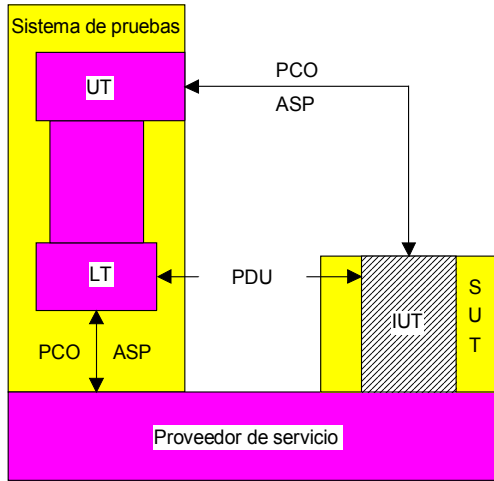 Sistema de pruebas
UT
PCO
ASP
LT
PDU
IUT
S
U
T
PCO ASP
Proveedor de servicio